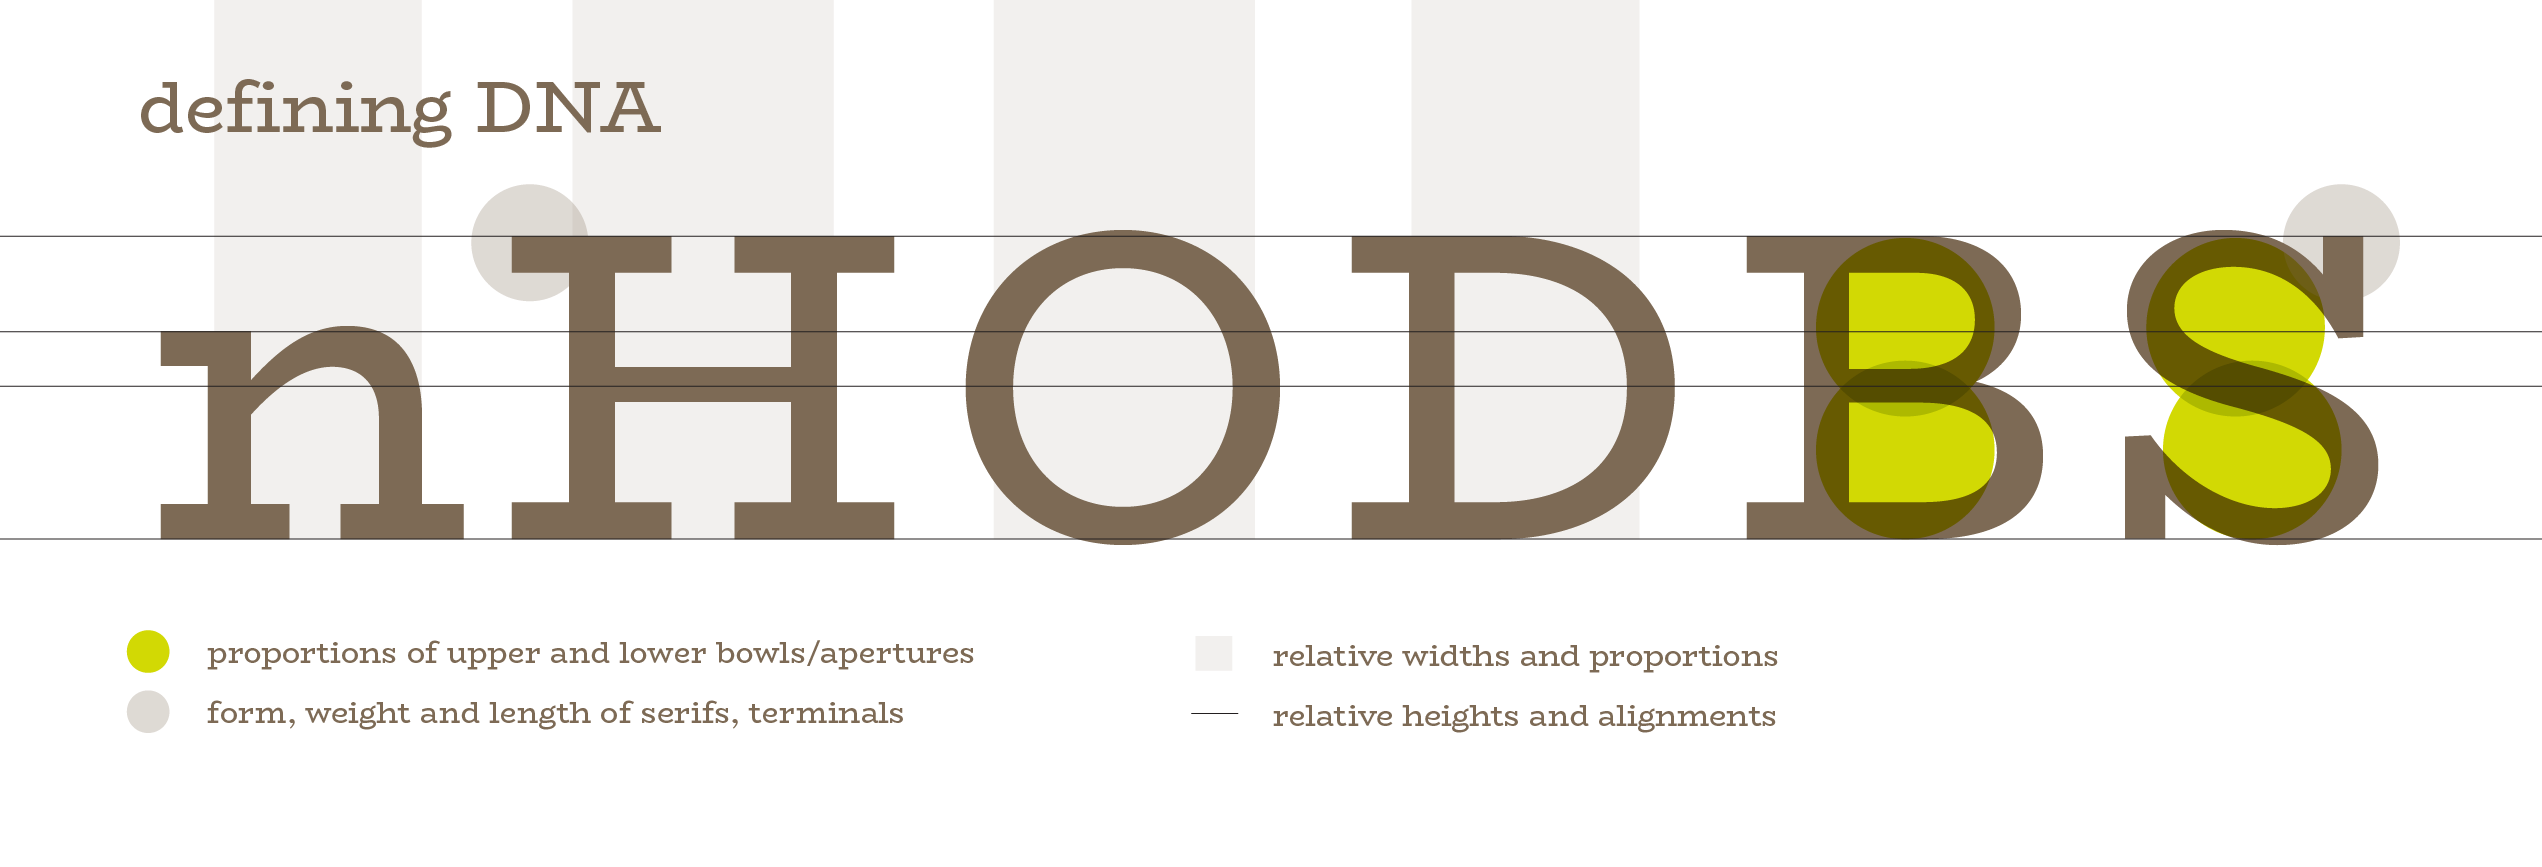 defining DNA
nHODBS
proportions of upper and lower bowls/apertures
form, weight and length of serifs, terminals
relative widths and proportions
relative heights and alignments